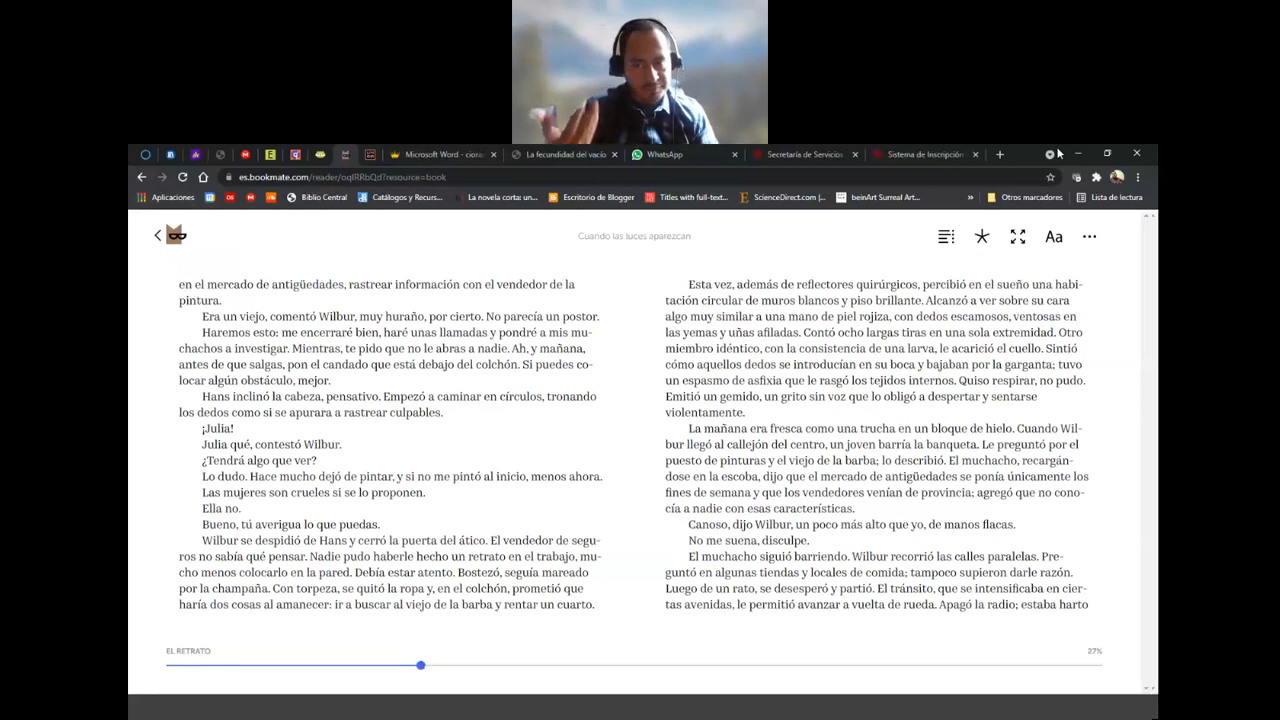 Microsoft Word - ciora
La fecundidad del vacío
WhatsApp
Secretaría de Servicios
Sistema de Inscripción
es.bookmate.com/reader/oqIRRbQd?resource=book
Aplicaciones
Biblio Central
Catálogos y Recurs...
La novela corta: un...
Escritorio de Blogger
Titles with full-text...
ScienceDirect.com |...
beinArt Surreal Art...
»
Otros marcadores
Lista de lectura
Cuando las luces aparezcan
Aa
en el mercado de antigüedades, rastrear información con el vendedor de la
pintura.
Era un viejo, comentó Wilbur, muy huraño, por cierto. No parecía un postor.
Haremos esto: me encerraré bien, haré unas llamadas y pondré a mis mu-
chachos a investigar. Mientras, te pido que no le abras a nadie. Ah, y mañana,
antes de que salgas, pon el candado que está debajo del colchón. Si puedes co-
locar algún obstáculo, mejor.
Hans inclinó la cabeza, pensativo. Empezó a caminar en círculos, tronando
los dedos como si se apurara a rastrear culpables.
¡Julia!
Julia qué, contestó Wilbur.
¿Tendrá algo que ver?
Lo dudo. Hace mucho dejó de pintar, y si no me pintó al inicio, menos ahora.
Las mujeres son crueles si se lo proponen.
Ella no.
Bueno, tú averigua lo que puedas.
Wilbur se despidió de Hans y cerró la puerta del ático. El vendedor de segu-
ros no sabía qué pensar. Nadie pudo haberle hecho un retrato en el trabajo, mu-
cho menos colocarlo en la pared. Debía estar atento. Bostezó, seguía mareado
por la champaña. Con torpeza, se quitó la ropa y, en el colchón, prometió que
haría dos cosas al amanecer: ir a buscar al viejo de la barba y rentar un cuarto.
Esta vez, además de reflectores quirúrgicos, percibió en el sueño una habi-
tación circular de muros blancos y piso brillante. Alcanzó a ver sobre su cara
algo muy similar a una mano de piel rojiza, con dedos escamosos, ventosas en
las yemas y uñas afiladas. Contó ocho largas tiras en una sola extremidad. Otro
miembro idéntico, con la consistencia de una larva, le acarició el cuello. Sintió
cómo aquellos dedos se introducían en su boca y bajaban por la garganta; tuvo
un espasmo de asfixia que le rasgó los tejidos internos. Quiso respirar, no pudo.
Emitió un gemido, un grito sin voz que lo obligó a despertar y sentarse
violentamente.
La mañana era fresca como una trucha en un bloque de hielo. Cuando Wil-
bur llegó al callejón del centro, un joven barría la banqueta. Le preguntó por el
puesto de pinturas y el viejo de la barba; lo describió. El muchacho, recargán-
dose en la escoba, dijo que el mercado de antigüedades se ponía únicamente los
fines de semana y que los vendedores venían de provincia; agregó que no cono-
cía a nadie con esas características.
Canoso, dijo Wilbur, un poco más alto que yo, de manos flacas.
No me suena, disculpe.
El muchacho siguió barriendo. Wilbur recorrió las calles paralelas. Pre-
guntó en algunas tiendas y locales de comida; tampoco supieron darle razón.
Luego de un rato, se desesperó y partió. El tránsito, que se intensificaba en cier-
tas avenidas, le permitió avanzar a vuelta de rueda. Apagó la radio; estaba harto
EL RETRATO
27%